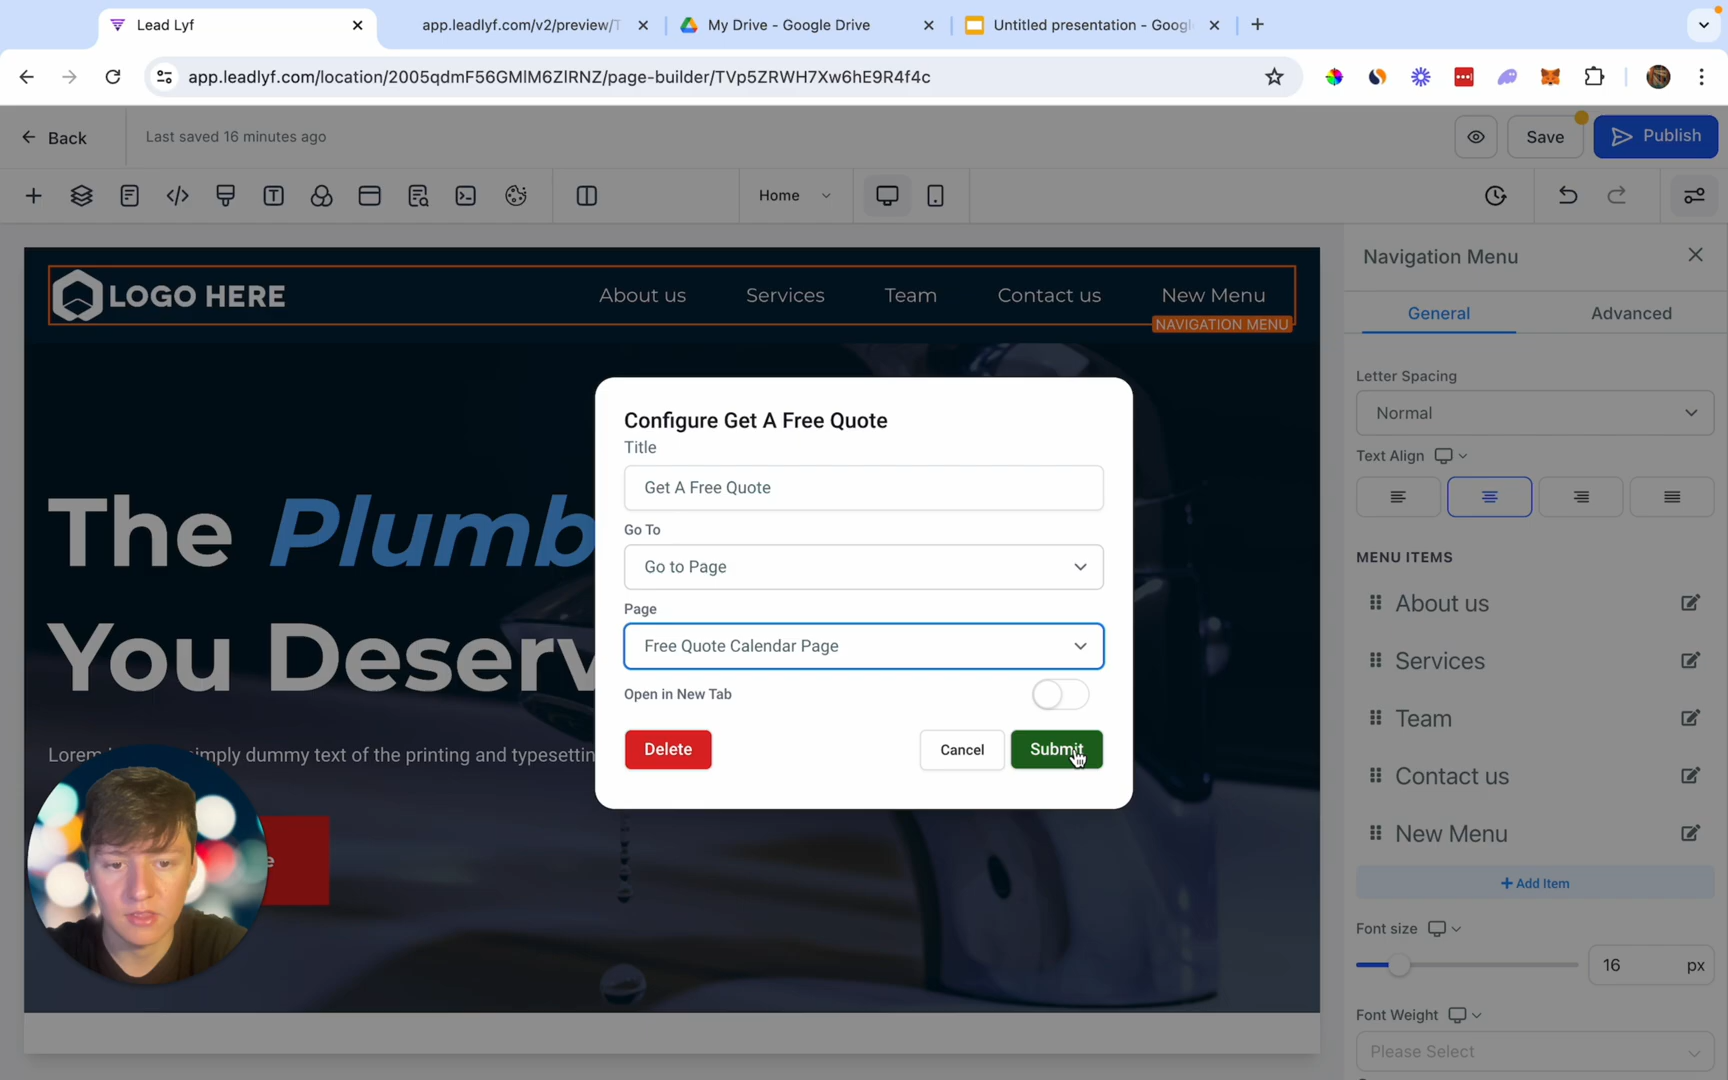 Lead Lyf
app.leadlyf.com/v2/preview/T
My Drive - Google Drive
Untitled presentation - Googl
app.leadlyf.com/location/2005qdmF56GMlM6ZlRNZ/page-builder/TVp5ZRWH7Xw6hE9R4f4c
Back
Last saved 16 minutes ago
Save
Publish
Home
LOGO HERE
About us
Services
Team
Contact us
New Menu
NAVIGATION MENU
The Plumb
You Deserv
Lorem
imply dummy text of the printing and typesettin
e
Configure Get A Free Quote
Title
Get A Free Quote
Go To
Go to Page
Page
Free Quote Calendar Page
Open in New Tab
Delete
Cancel
Submit
Navigation Menu
General
Advanced
Letter Spacing
Normal
Text Align
MENU ITEMS
About us
Services
Team
Contact us
New Menu
+ Add Item
Font size
16
px
Font Weight
Please Select